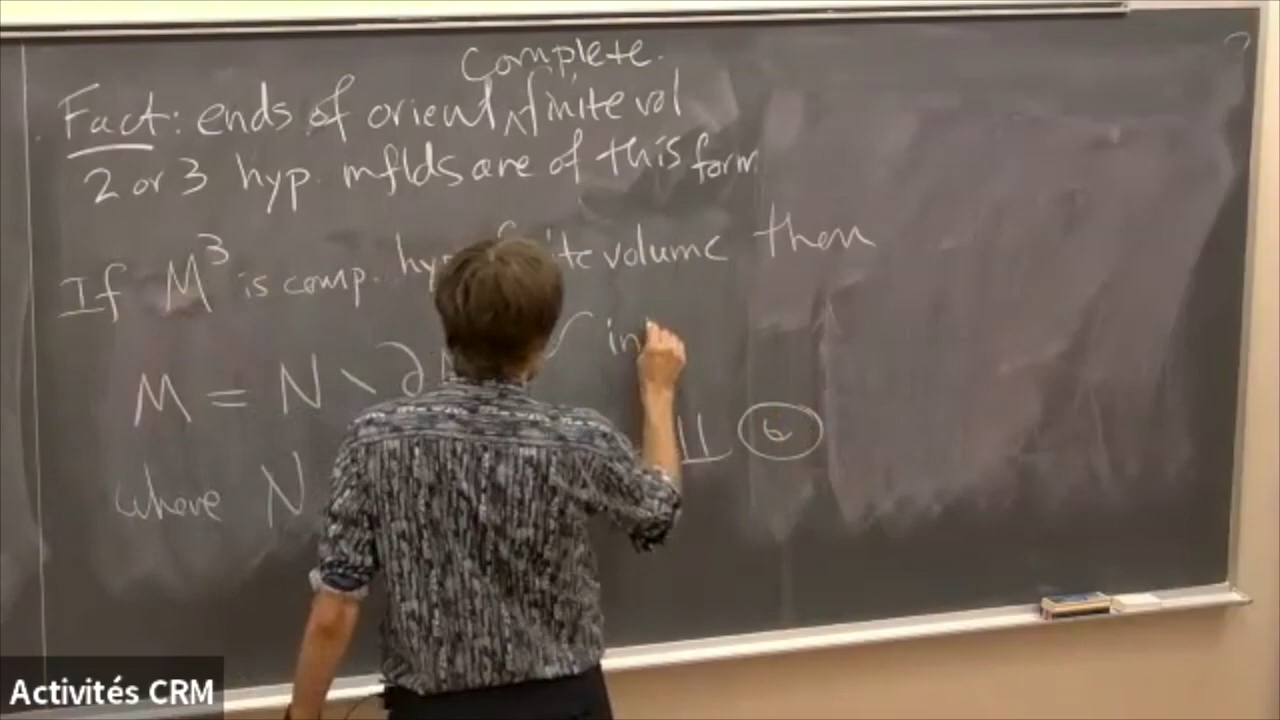 Complete.
Fact: ends of orient ^ finite vol
2 or 3 hyp. mflds are of this form
If M³ is comp. hyp volume then
M = N \ ∂ in
⊔
where N
Activités CRM